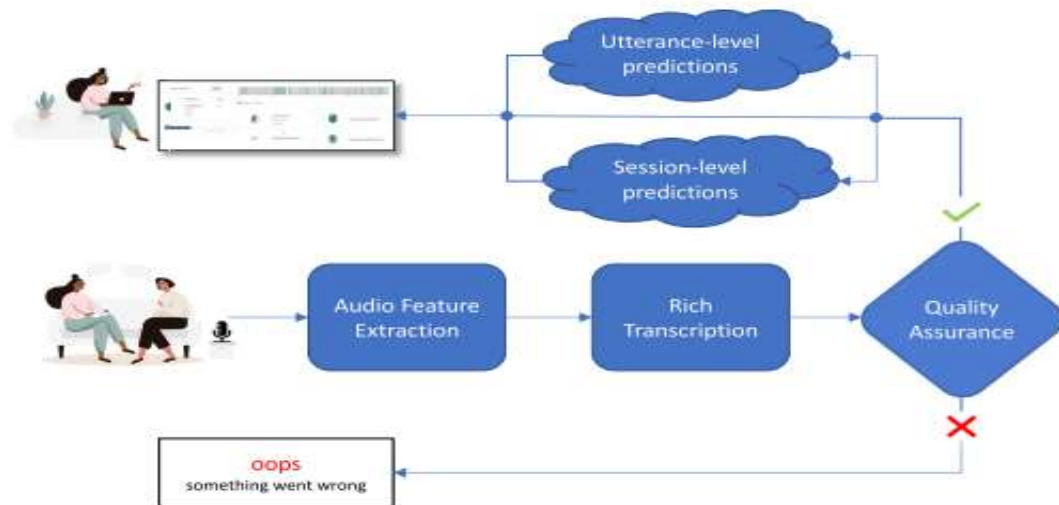 Utterance-level
predictions
Session-level
predictions
Audio Feature
Extraction
Rich
Transcription
Quality
Assurance
oops
something went wrong